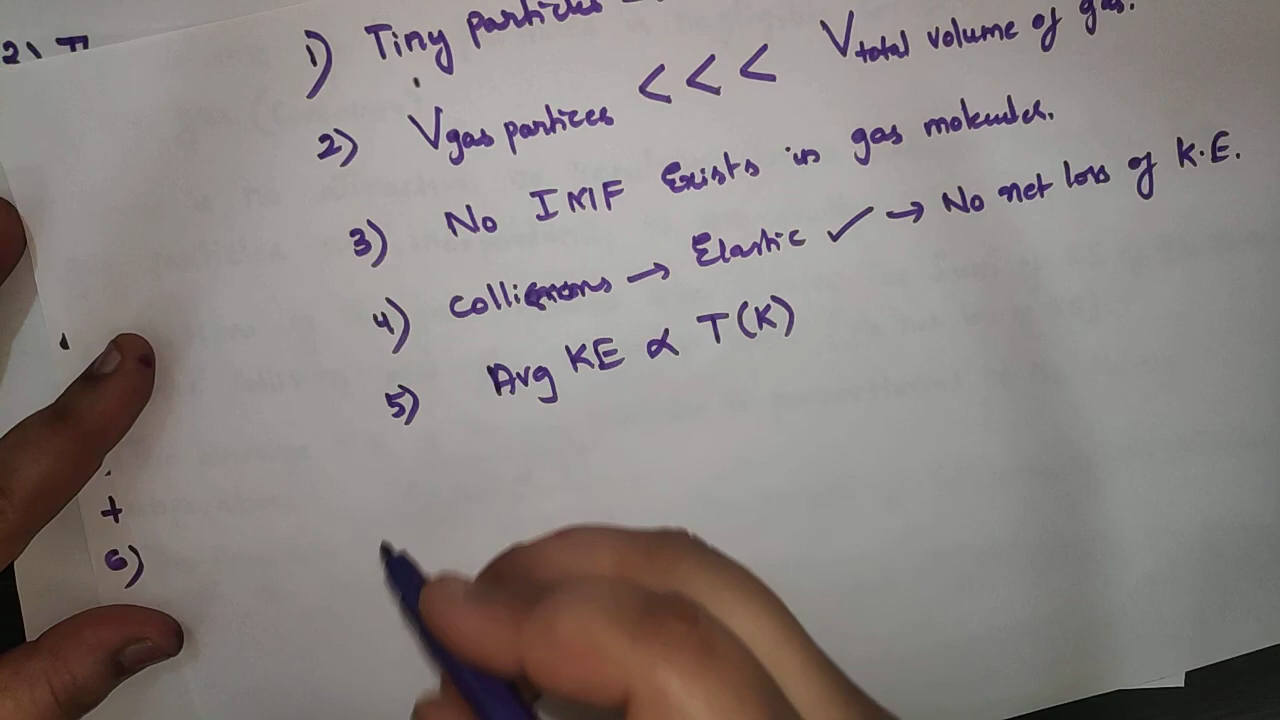 1) Tiny particles
2) Vgas partices <<< Vtotal volume of gas.
3) No IMF Exists in gas molecules.
4) Collisions → Elastic ✓ → No net loss of K.E.
5) Avg KE ∝ T(K)
+
6)